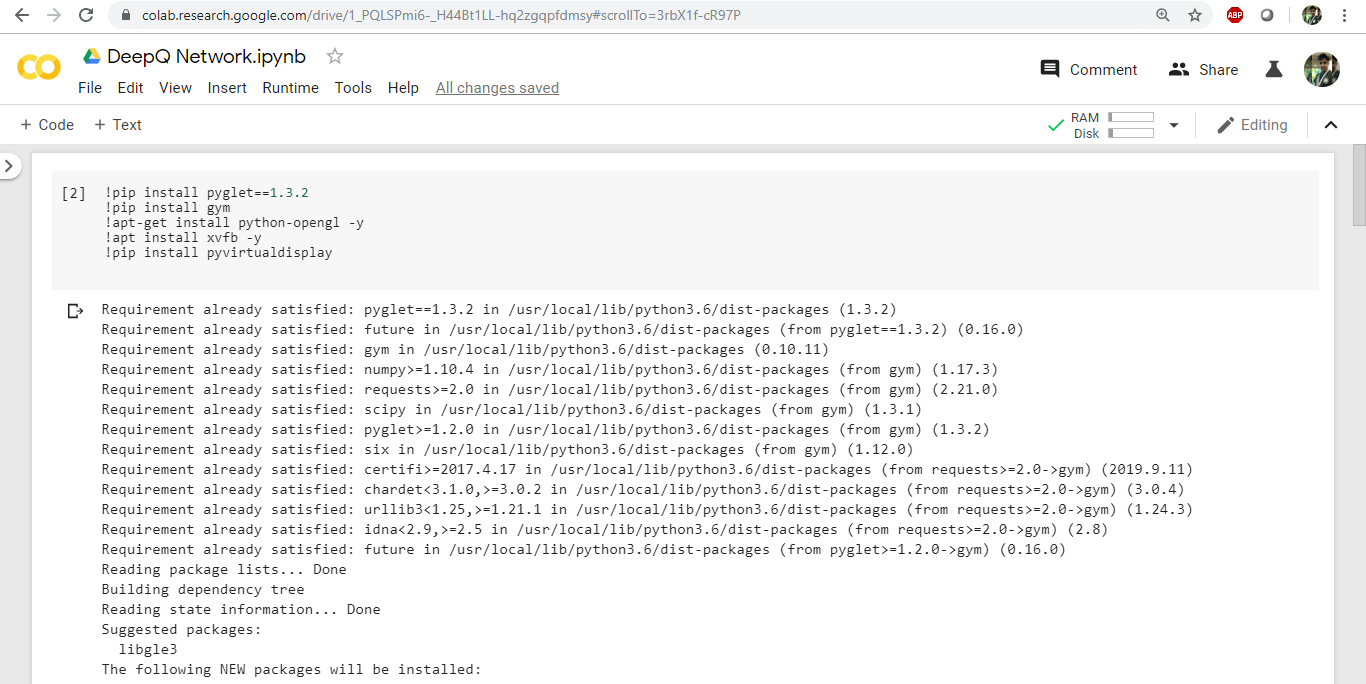 colab.research.google.com/drive/1_PQLSPmi6-_H44Bt1LL-hq2zgqpfdmsy#scrollTo=3rbX1f-cR97P
ABP
DeepQ Network.ipynb
Comment
Share
File Edit View Insert Runtime Tools Help All changes saved
+ Code + Text
RAM
Disk
Editing
[2] !pip install pyglet==1.3.2
!pip install gym
!apt-get install python-opengl -y
!apt install xvfb -y
!pip install pyvirtualdisplay
Requirement already satisfied: pyglet==1.3.2 in /usr/local/lib/python3.6/dist-packages (1.3.2)
Requirement already satisfied: future in /usr/local/lib/python3.6/dist-packages (from pyglet==1.3.2) (0.16.0)
Requirement already satisfied: gym in /usr/local/lib/python3.6/dist-packages (0.10.11)
Requirement already satisfied: numpy>=1.10.4 in /usr/local/lib/python3.6/dist-packages (from gym) (1.17.3)
Requirement already satisfied: requests>=2.0 in /usr/local/lib/python3.6/dist-packages (from gym) (2.21.0)
Requirement already satisfied: scipy in /usr/local/lib/python3.6/dist-packages (from gym) (1.3.1)
Requirement already satisfied: pyglet>=1.2.0 in /usr/local/lib/python3.6/dist-packages (from gym) (1.3.2)
Requirement already satisfied: six in /usr/local/lib/python3.6/dist-packages (from gym) (1.12.0)
Requirement already satisfied: certifi>=2017.4.17 in /usr/local/lib/python3.6/dist-packages (from requests>=2.0->gym) (2019.9.11)
Requirement already satisfied: chardet<3.1.0,>=3.0.2 in /usr/local/lib/python3.6/dist-packages (from requests>=2.0->gym) (3.0.4)
Requirement already satisfied: urllib3<1.25,>=1.21.1 in /usr/local/lib/python3.6/dist-packages (from requests>=2.0->gym) (1.24.3)
Requirement already satisfied: idna<2.9,>=2.5 in /usr/local/lib/python3.6/dist-packages (from requests>=2.0->gym) (2.8)
Requirement already satisfied: future in /usr/local/lib/python3.6/dist-packages (from pyglet>=1.2.0->gym) (0.16.0)
Reading package lists... Done
Building dependency tree
Reading state information... Done
Suggested packages:
libgle3
The following NEW packages will be installed: